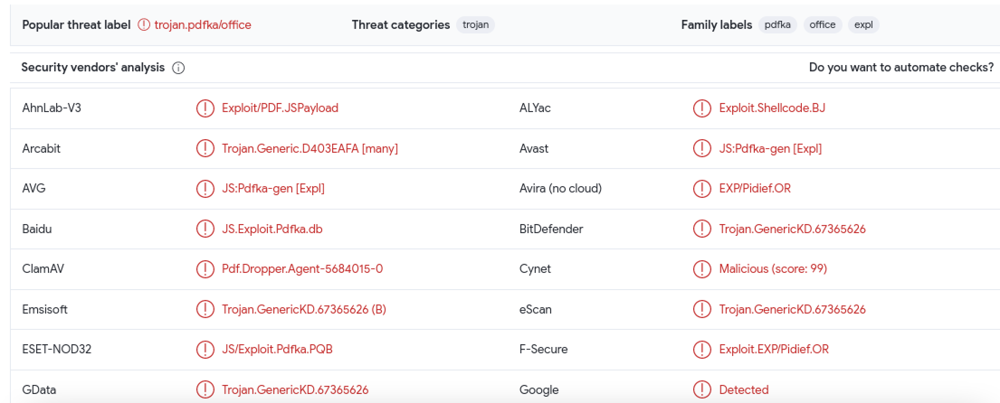 Popular threat label trojan.pdfka/office Threat categories trojan Family labels pdfka office expl
Security vendors' analysis Do you want to automate checks?
AhnLab-V3 Exploit/PDF.JSPayload ALYac Exploit.Shellcode.BJ
Arcabit Trojan.Generic.D403EAFA [many] Avast JS:Pdfka-gen [Expl]
AVG JS:Pdfka-gen [Expl] Avira (no cloud) EXP/Pidief.OR
Baidu JS.Exploit.Pdfka.db BitDefender Trojan.GenericKD.67365626
ClamAV Pdf.Dropper.Agent-5684015-0 Cynet Malicious (score: 99)
Emsisoft Trojan.GenericKD.67365626 (B) eScan Trojan.GenericKD.67365626
ESET-NOD32 JS/Exploit.Pdfka.PQB F-Secure Exploit.EXP/Pidief.OR
GData Trojan.GenericKD.67365626 Google Detected